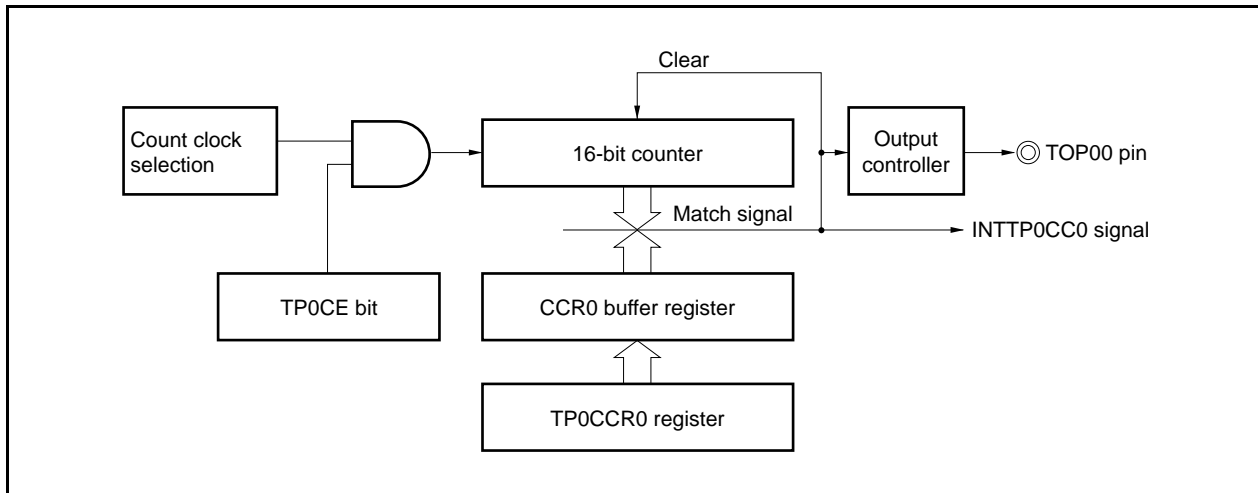 Clear
Count clock
selection
16-bit counter
Output
controller
TOP00 pin
Match signal
INTTP0CC0 signal
TP0CE bit
CCR0 buffer register
TP0CCR0 register